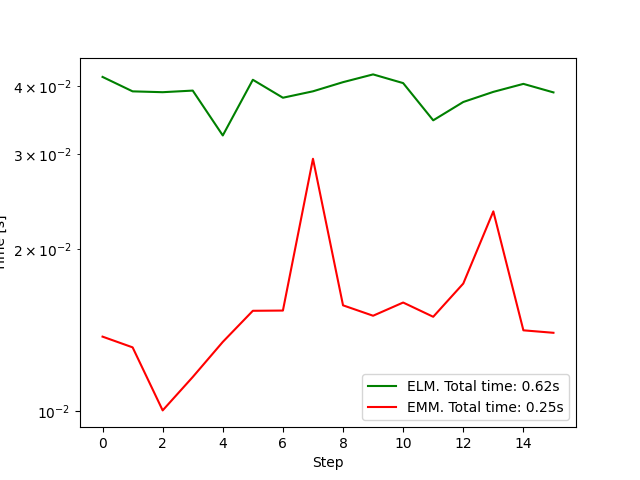 4 × 10⁻²
3 × 10⁻²
2 × 10⁻²
10⁻²
[s]
0 2 4 6 8 10 12 14
Step
ELM. Total time: 0.62s
EMM. Total time: 0.25s